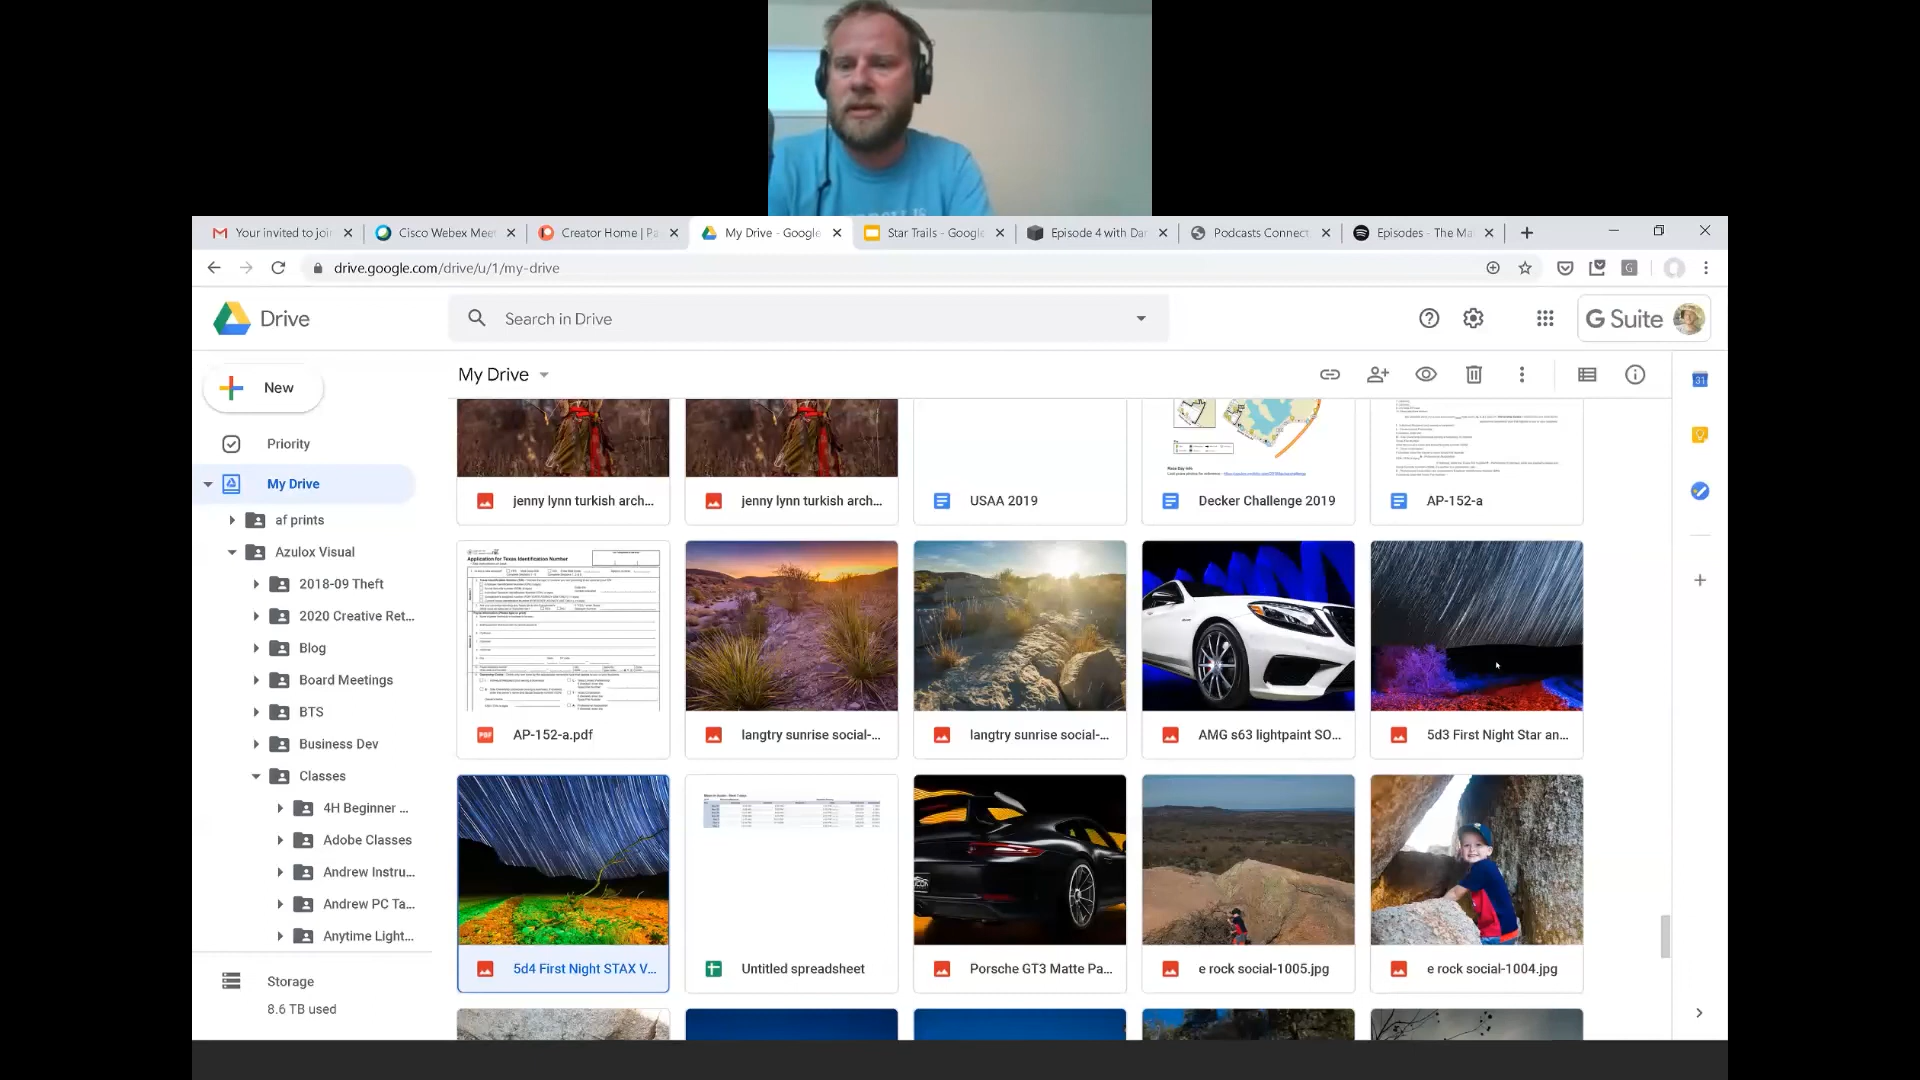 Your invited to joi
Cisco Webex Meet
Creator Home | Pa
My Drive - Google
Star Trails - Google
Episode 4 with Dar
Podcasts Connect
Episodes - The Ma
drive.google.com/drive/u/1/my-drive
Drive
Search in Drive
G Suite
New
My Drive
31
Priority
My Drive
af prints
Azulox Visual
2018-09 Theft
2020 Creative Ret...
Blog
Board Meetings
BTS
Business Dev
Classes
4H Beginner ...
Adobe Classes
Andrew Instru...
Andrew PC Ta...
Anytime Light...
Storage
8.6 TB used
jenny lynn turkish arch...
jenny lynn turkish arch...
USAA 2019
Decker Challenge 2019
AP-152-a
Application for Texas Identification Number
PDF
AP-152-a.pdf
langtry sunrise social-...
langtry sunrise social-...
AMG s63 lightpaint SO...
5d3 First Night Star an...
5d4 First Night STAX V...
Untitled spreadsheet
Porsche GT3 Matte Pa...
e rock social-1005.jpg
e rock social-1004.jpg